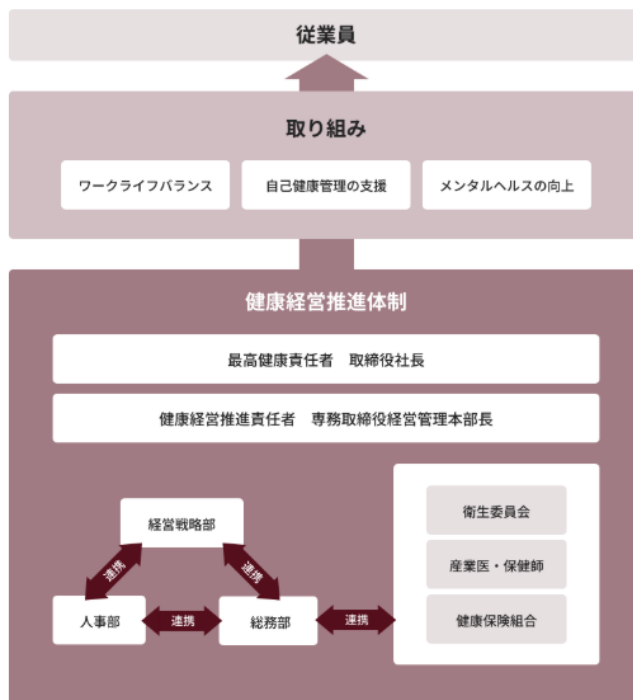 従業員
取り組み
ワークライフバランス
自己健康管理の支援
メンタルヘルスの向上
健康経営推進体制
最高健康責任者　取締役社長
健康経営推進責任者　専務取締役経営管理本部長
経営戦略部
連携
連携
人事部
連携
総務部
連携
衛生委員会
産業医・保健師
健康保険組合